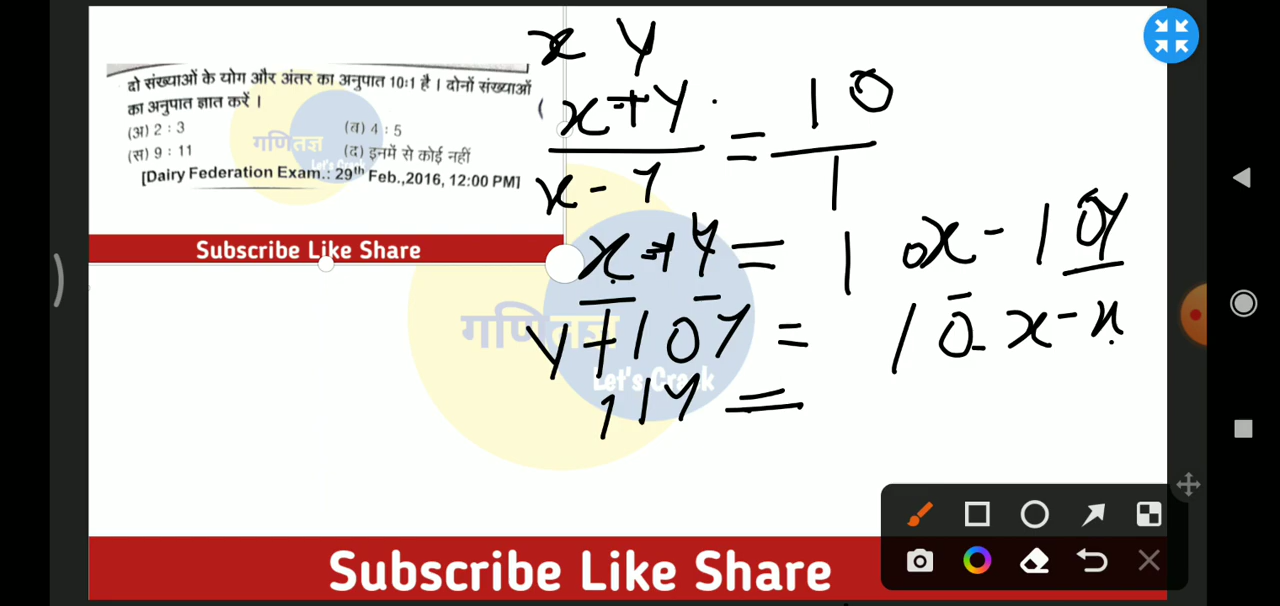 दो संख्याओं के योग और अंतर का अनुपात 10:1 है। दोनों संख्याओं
का अनुपात ज्ञात करें।
(अ) 2 : 3 (ब) 4 : 5
(स) 9 : 11 (द) इनमें से कोई नहीं
[Dairy Federation Exam.: 29th Feb.,2016, 12:00 PM]
गणितज्ञ
Let's Crack
Subscribe Like Share
x y
x+y = 10
x-y 1
x+y = 10x-10y
y+10y = 10x-x
11y =
गणितज्ञ
Let's Crack
Subscribe Like Share